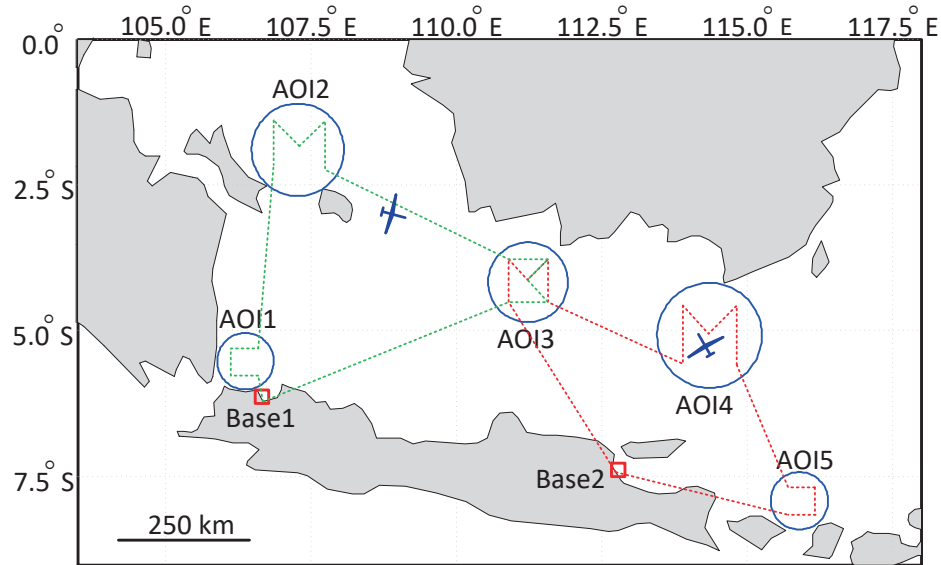 105.0° E 107.5° E 110.0° E 112.5° E 115.0° E 117.5° E
0.0°
AOI2
2.5° S
AOI1
5.0° S
AOI3
AOI4
Base1
AOI5
7.5° S
Base2
250 km